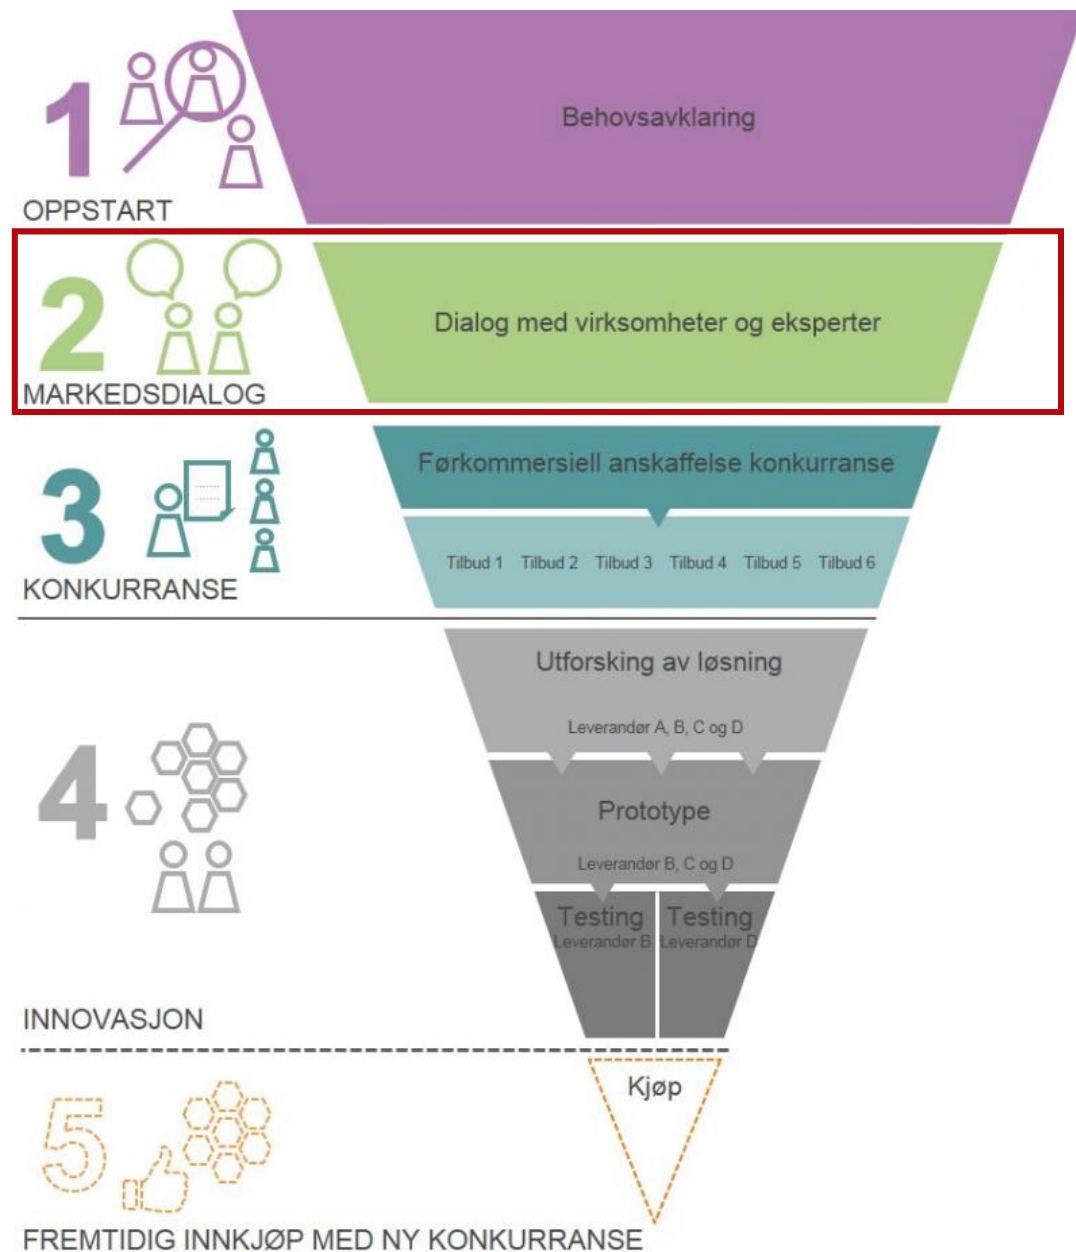 1
OPPSTART
Behovsavklaring
2
MARKEDSDIALOG
Dialog med virksomheter og eksperter
3
KONKURRANSE
Førkommersiell anskaffelse konkurranse
Tilbud 1 Tilbud 2 Tilbud 3 Tilbud 4 Tilbud 5 Tilbud 6
4
INNOVASJON
Utforsking av løsning
Leverandør A, B, C og D
Prototype
Leverandør B, C og D
Testing
Leverandør B
Testing
Leverandør D
5
Kjøp
FREMTIDIG INNKJØP MED NY KONKURRANSE